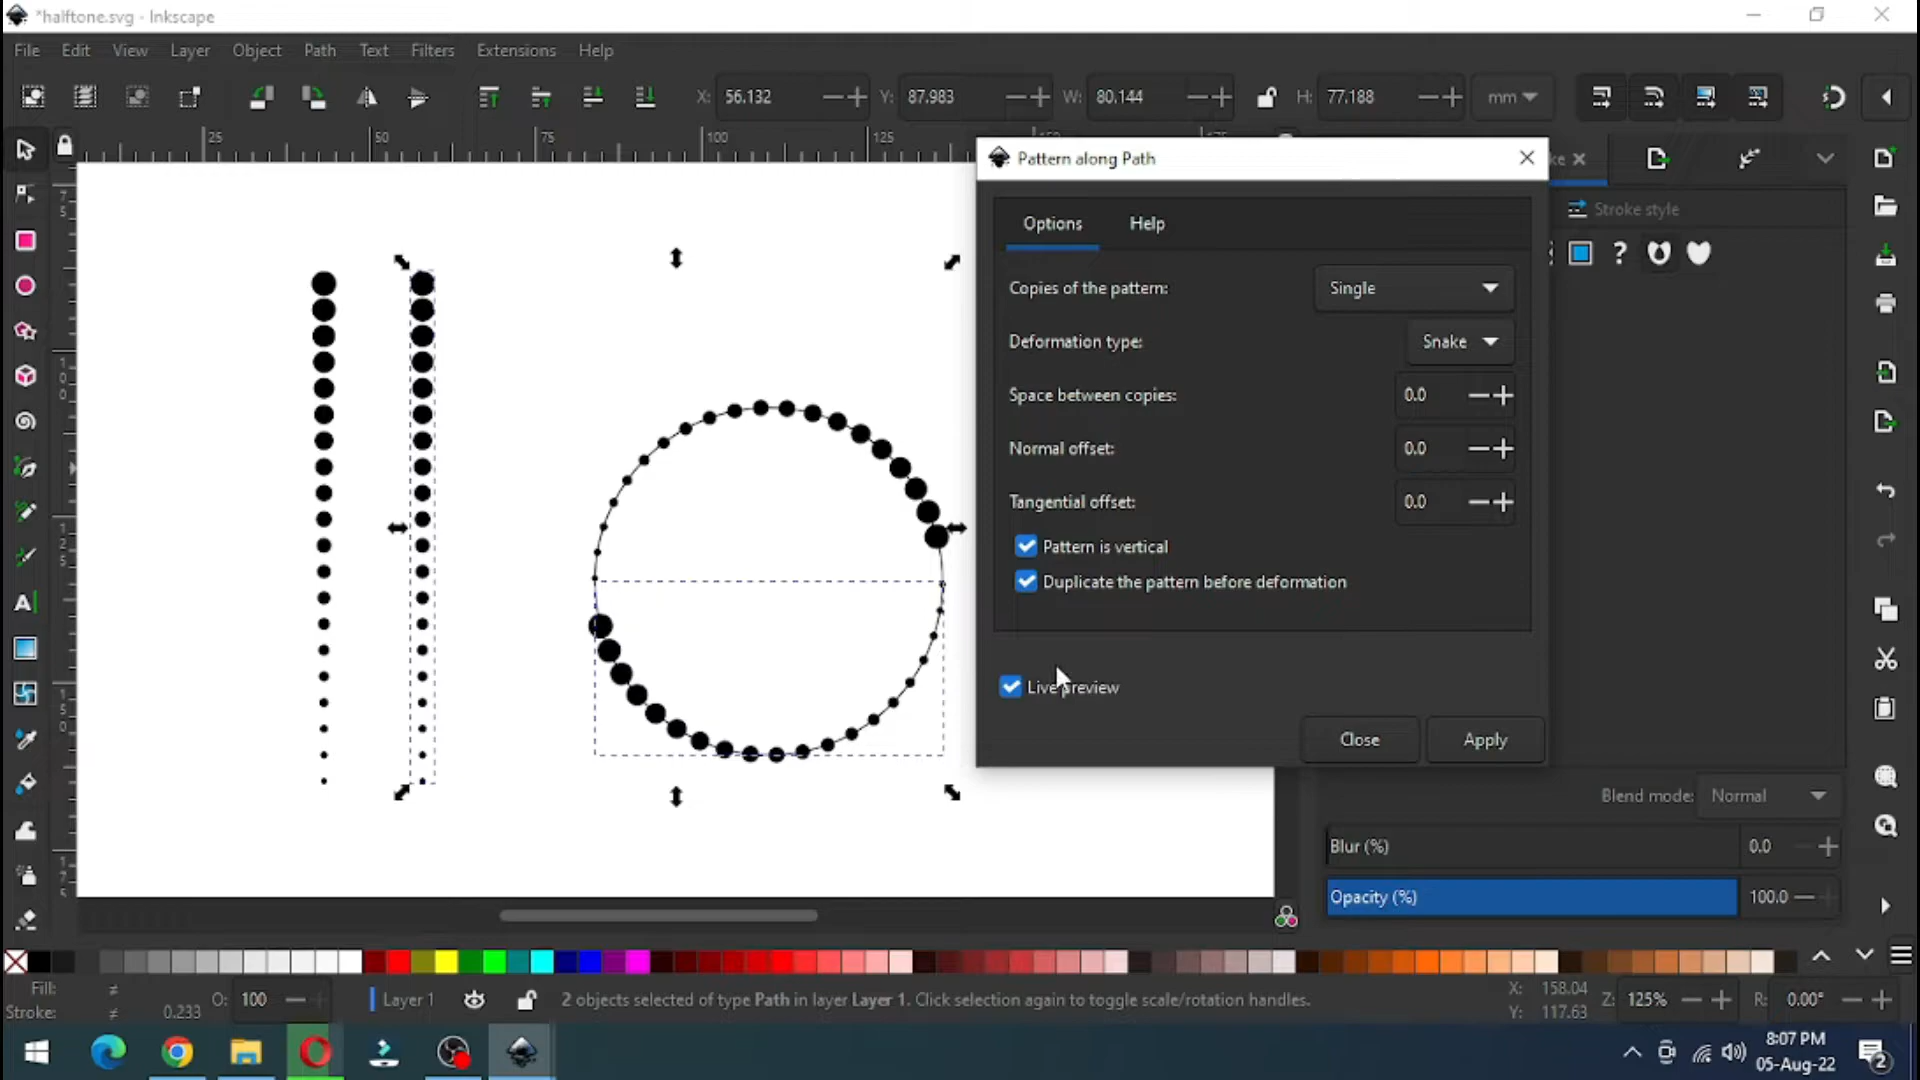 *halftone.svg - Inkscape
File Edit View Layer Object Path Text Filters Extensions Help
X: 56.132 Y: 87.983 W: 80.144 H: 77.188 mm
25 50 75 100 125
Pattern along Path
ke
Options Help
Stroke style
Copies of the pattern: Single
Deformation type: Snake
Space between copies: 0.0
Normal offset: 0.0
Tangential offset: 0.0
Pattern is vertical
Duplicate the pattern before deformation
Live preview
Close Apply
Blend mode: Normal
Blur (%) 0.0
Opacity (%) 100.0
Fill:
Stroke: 0.233
O: 100
Layer 1
2 objects selected of type Path in layer Layer 1. Click selection again to toggle scale/rotation handles.
X: 158.04
Y: 117.63
Z: 125% R: 0.00°
8:07 PM
05-Aug-22
2